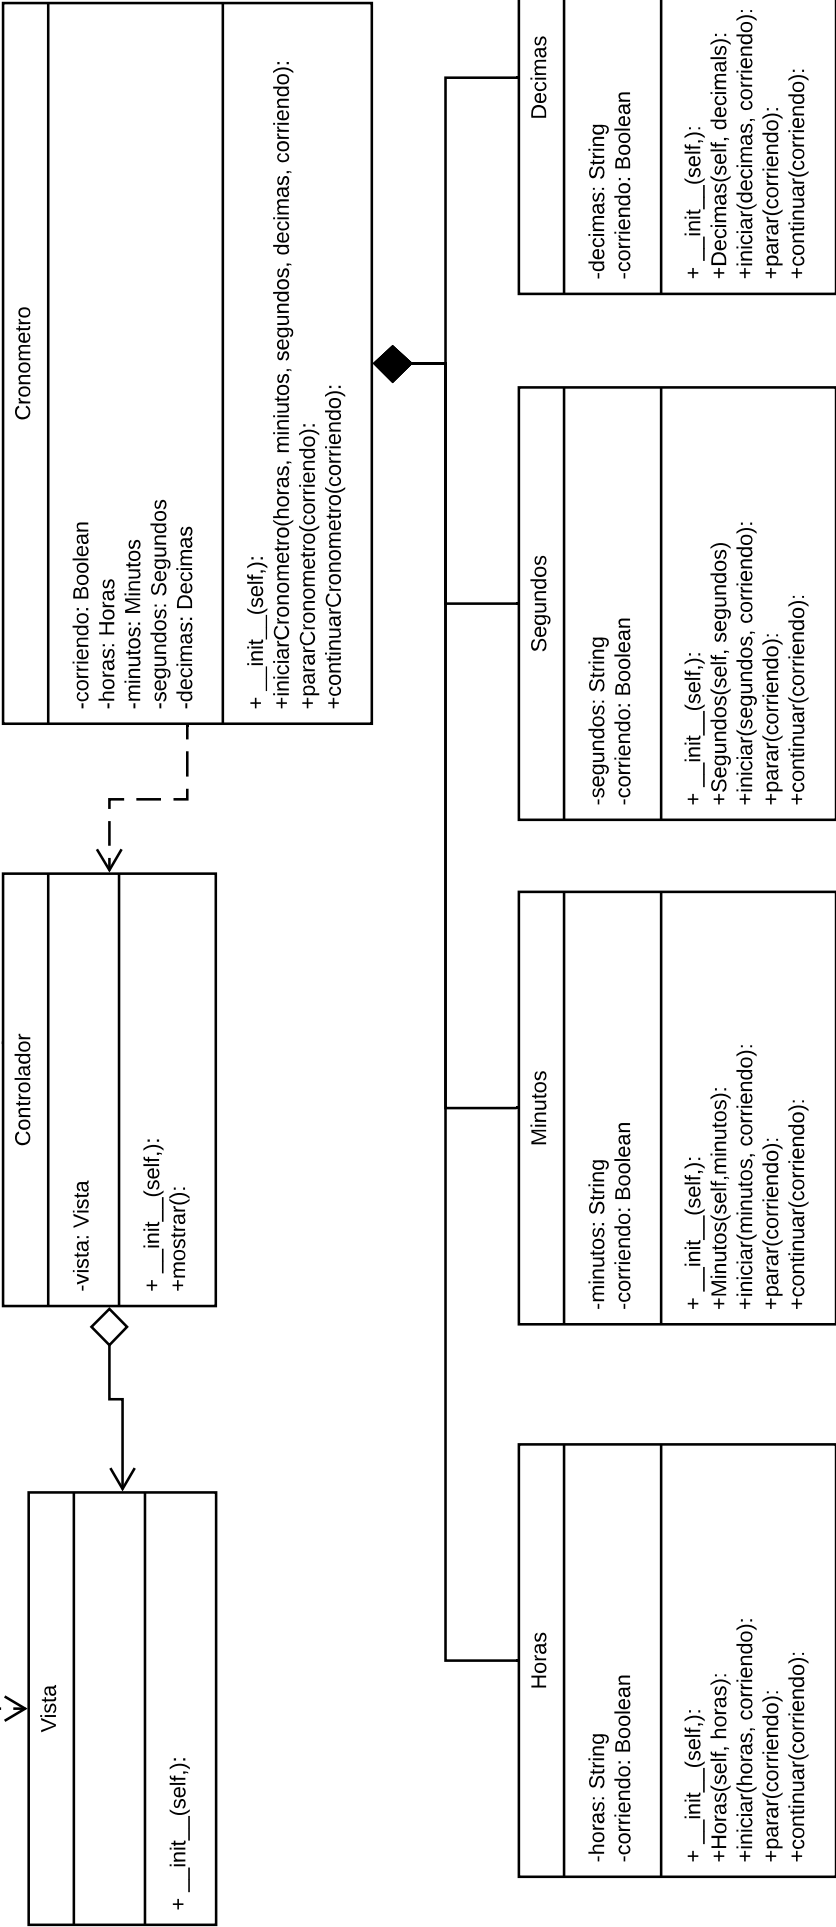 Vista
+ __init__(self,):
Controlador
-vista: Vista
+ __init__(self,):
+mostrar():
Cronometro
-corriendo: Boolean
-horas: Horas
-minutos: Minutos
-segundos: Segundos
-decimas: Decimas
+ __init__(self,):
+iniciarCronometro(horas, miniutos, segundos, decimas, corriendo):
+pararCronometro(corriendo):
+continuarCronometro(corriendo):
Horas
-horas: String
-corriendo: Boolean
+ __init__(self,):
+Horas(self, horas):
+iniciar(horas, corriendo):
+parar(corriendo):
+continuar(corriendo):
Minutos
-minutos: String
-corriendo: Boolean
+ __init__(self,):
+Minutos(self,minutos):
+iniciar(minutos, corriendo):
+parar(corriendo):
+continuar(corriendo):
Segundos
-segundos: String
-corriendo: Boolean
+ __init__(self,):
+Segundos(self, segundos)
+iniciar(segundos, corriendo):
+parar(corriendo):
+continuar(corriendo):
Decimas
-decimas: String
-corriendo: Boolean
+ __init__(self,):
+Decimas(self, decimals):
+iniciar(decimas, corriendo):
+parar(corriendo):
+continuar(corriendo):